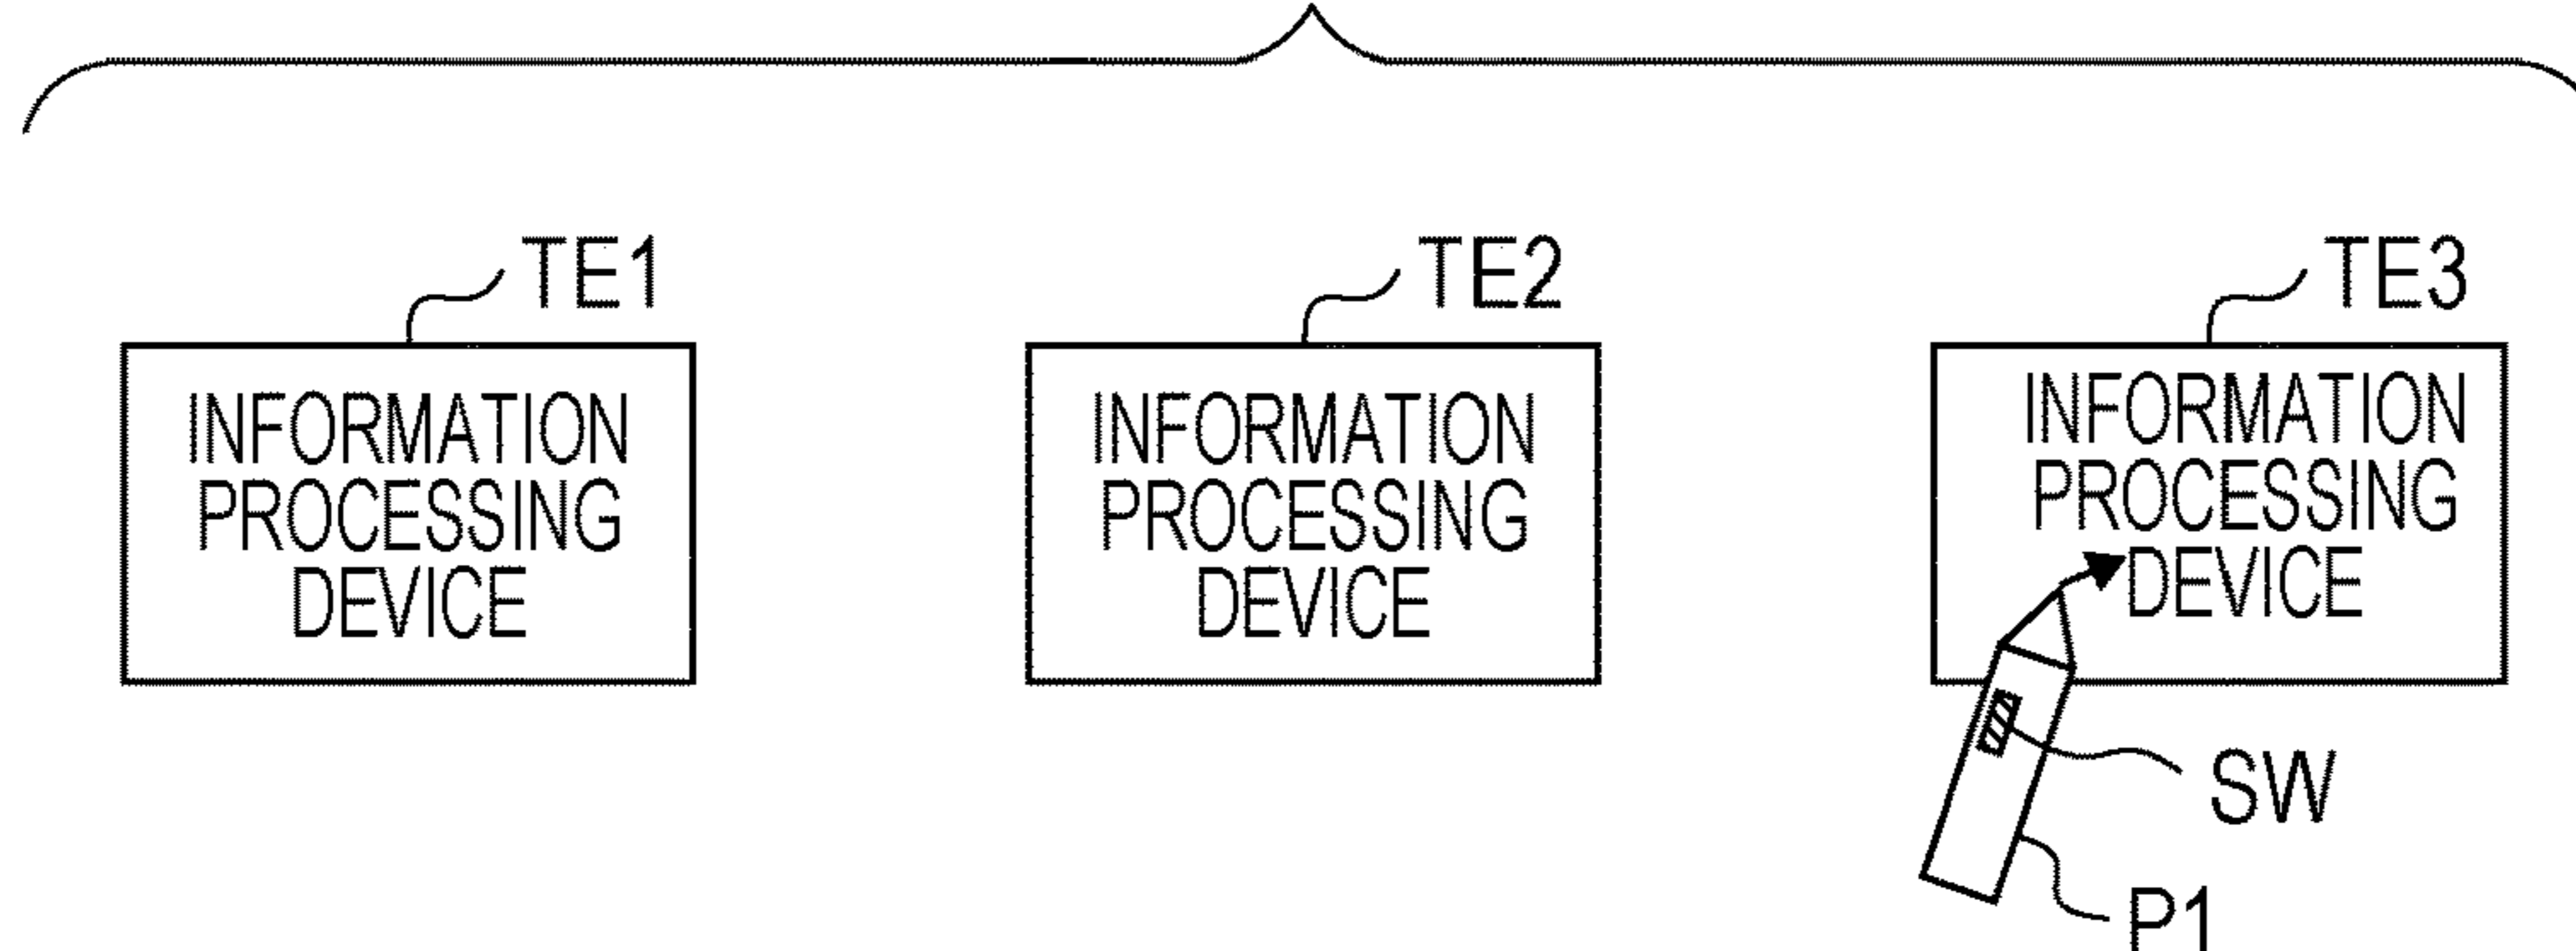 TE1
TE2
TE3
INFORMATION
PROCESSING
DEVICE
INFORMATION
PROCESSING
DEVICE
INFORMATION
PROCESSING
DEVICE
SW
P1